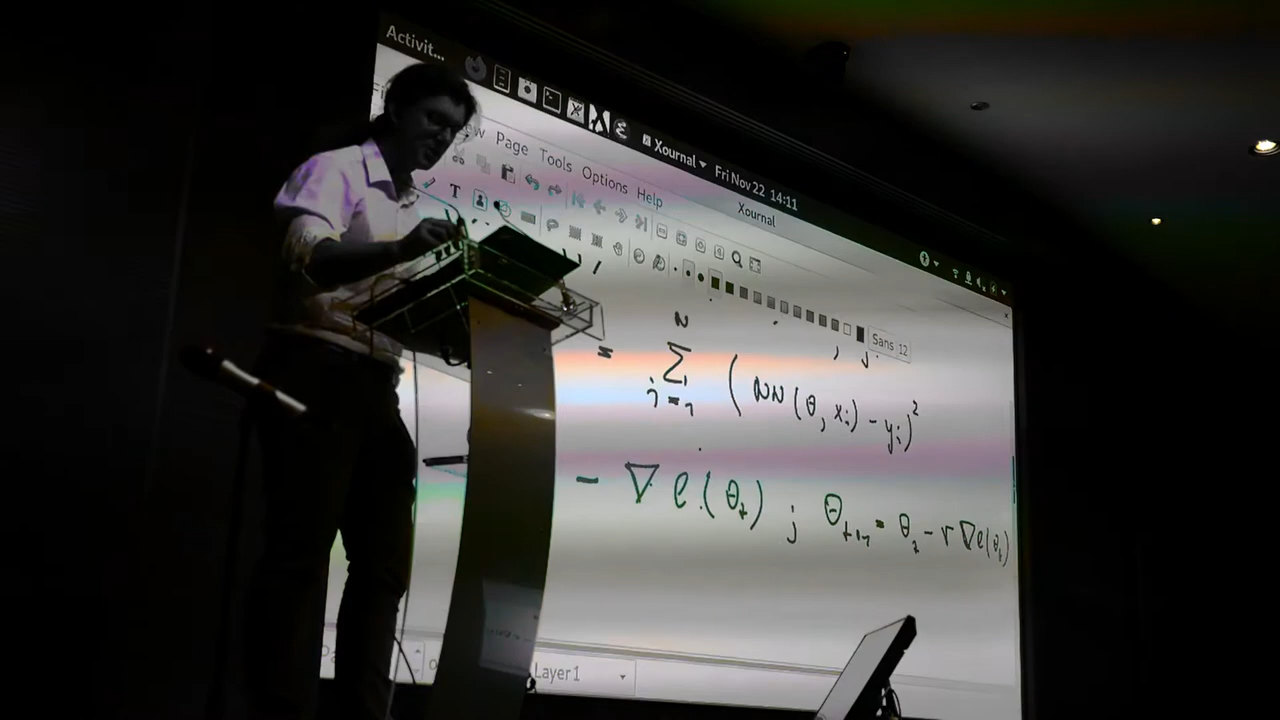 Activit...
Xournal Fri Nov 22 14:11
Xournal
Page Tools Options Help
T
Sans 12
N
= Σ ( NN (θ, xᵢ) - yᵢ )²
i = 1
- ∇ ℓ (θₜ) ; θₜ₊₁ = θₜ - r ∇ℓ(θₜ)
Layer1